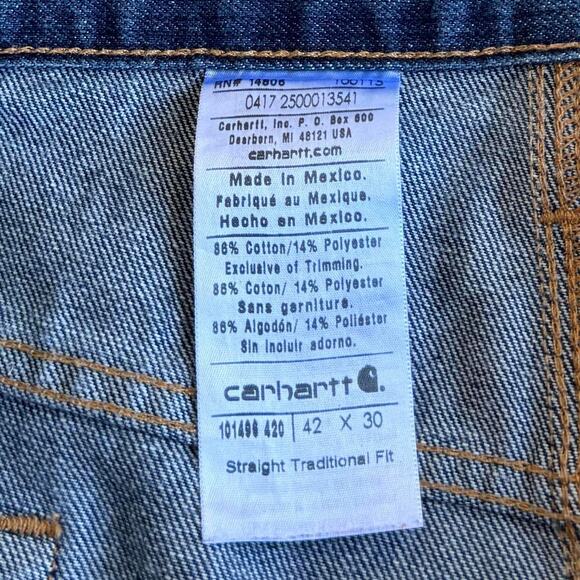 RN# 14806 100113
0417 2500013541
Carhartt, Inc. P. O. Box 600
Dearborn, MI 48121 USA
carhartt.com
Made in Mexico.
Fabriqué au Mexique.
Hecho en México.
86% Cotton/14% Polyester
Exclusive of Trimming.
86% Coton/ 14% Polyester
Sans garniture.
86% Algodón/ 14% Poliéster
Sin incluir adorno.
carhartt
101496 420 42 X 30
Straight Traditional Fit